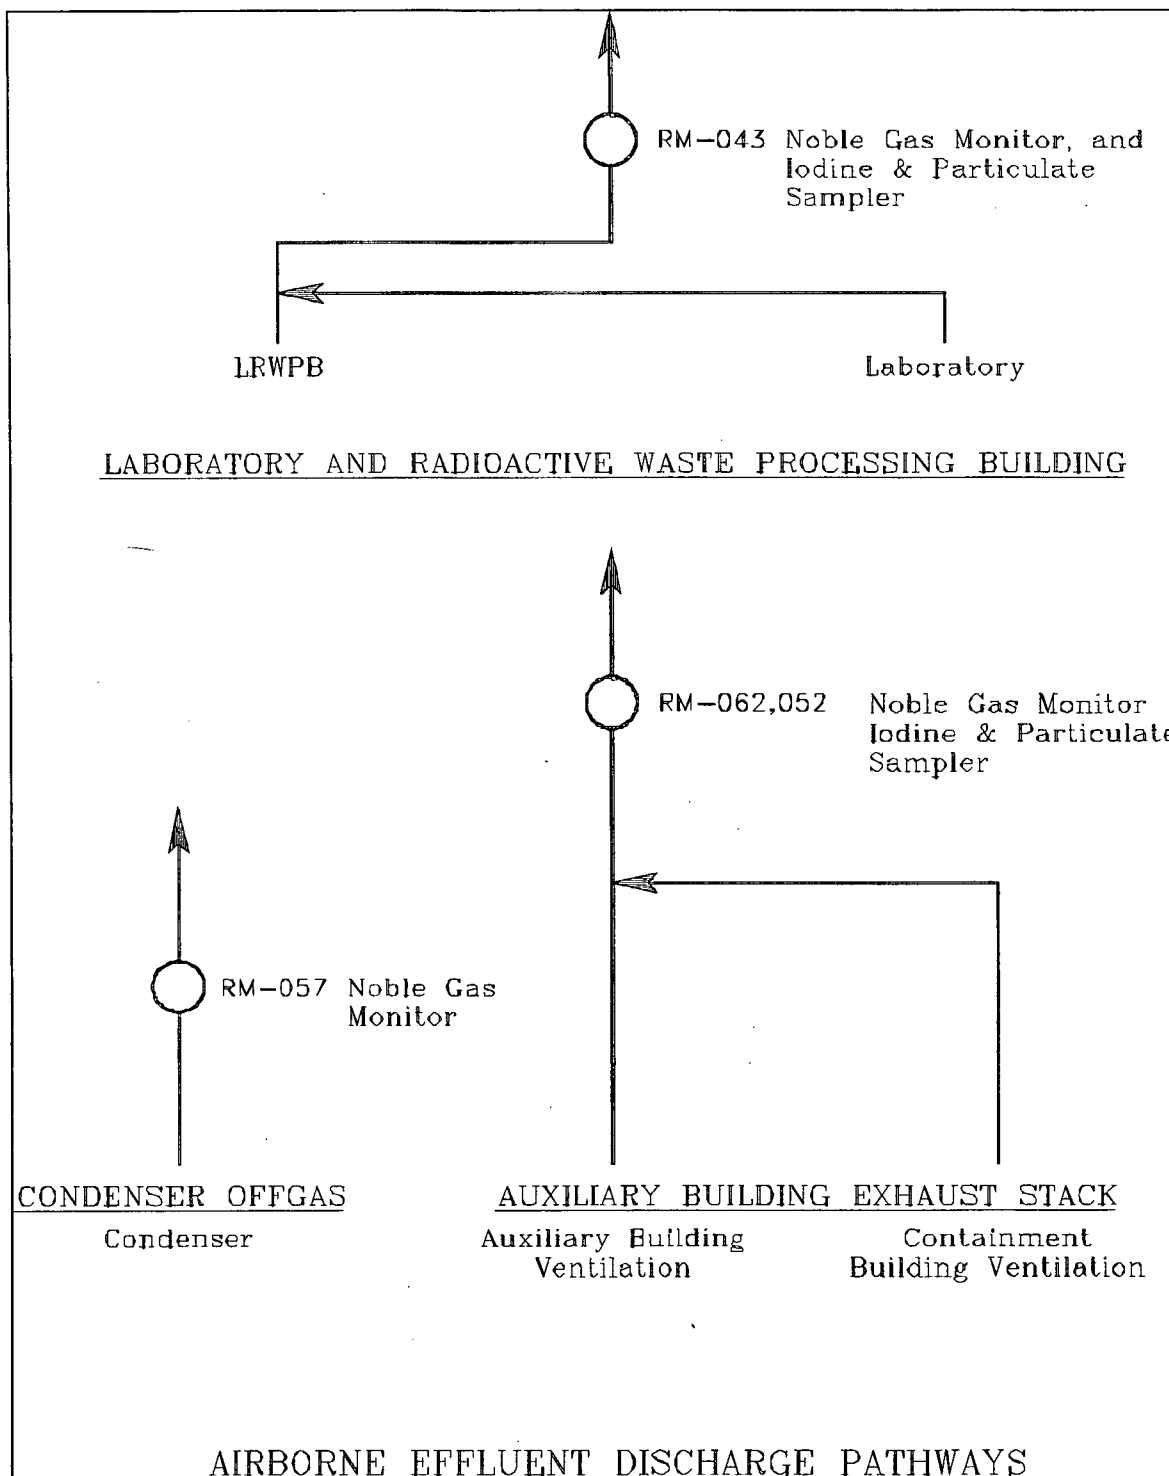 RM-043 Noble Gas Monitor, and
Iodine & Particulate
Sampler
LRWPB
Laboratory
LABORATORY AND RADIOACTIVE WASTE PROCESSING BUILDING
RM-062,052 Noble Gas Monitor
Iodine & Particulate
Sampler
RM-057 Noble Gas
Monitor
CONDENSER OFFGAS
Condenser
AUXILIARY BUILDING EXHAUST STACK
Auxiliary Building
Ventilation
Containment
Building Ventilation
AIRBORNE EFFLUENT DISCHARGE PATHWAYS